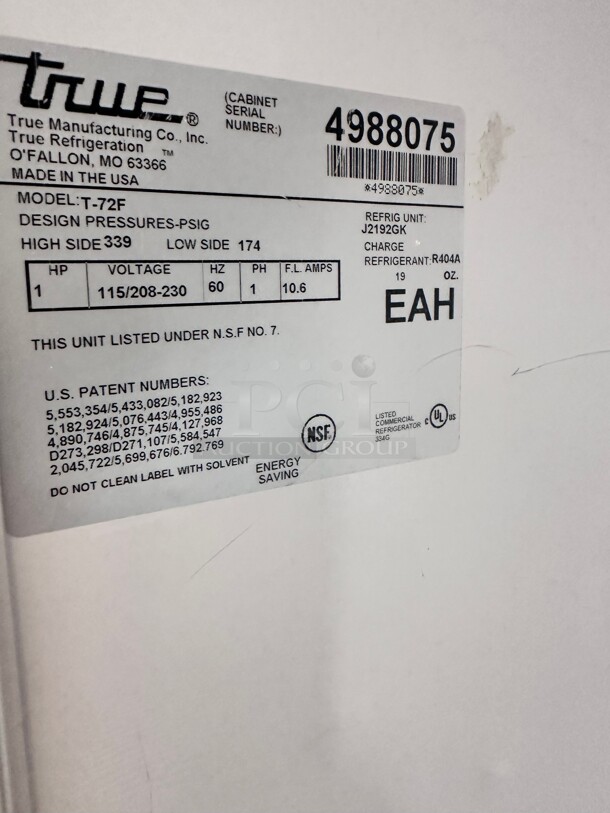 true®
True Manufacturing Co., Inc.
True Refrigeration ™
O'FALLON, MO 63366
MADE IN THE USA
(CABINET
SERIAL
NUMBER:)
4988075
*4988075*
MODEL:T-72F
DESIGN PRESSURES-PSIG
HIGH SIDE 339 LOW SIDE 174
REFRIG UNIT:
J2192GK
CHARGE
REFRIGERANT:R404A
19 OZ.
EAH
HP VOLTAGE HZ PH F.L. AMPS
1 115/208-230 60 1 10.6
THIS UNIT LISTED UNDER N.S.F NO. 7.
U.S. PATENT NUMBERS:
5,553,354/5,433,082/5,182,923
5,182,924/5,076,443/4,955,486
4,890,746/4,875,745/4,127,968
D273,298/D271,107/5,584,547
2,045,722/5,699,676/6.792.769
DO NOT CLEAN LABEL WITH SOLVENT
ENERGY
SAVING
NSF
LISTED
COMMERCIAL
REFRIGERATOR
334G
C UL US
PCI
AUCTION GROUP